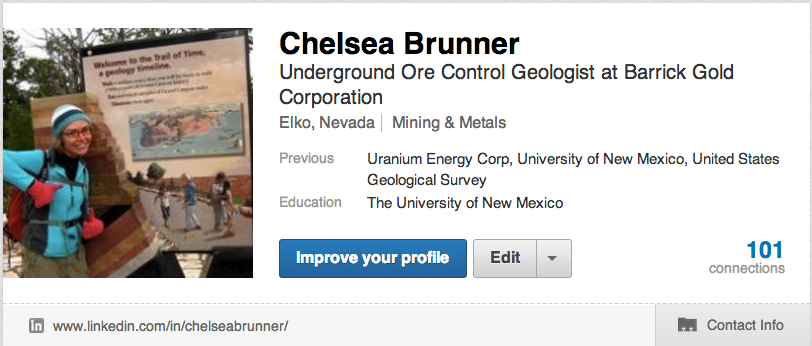 Welcome to the Trail of Time,
a geology timeline.
Chelsea Brunner
Underground Ore Control Geologist at Barrick Gold
Corporation
Elko, Nevada
Mining & Metals
Previous
Uranium Energy Corp, University of New Mexico, United States
Geological Survey
Education
The University of New Mexico
Improve your profile
Edit
101
connections
in
www.linkedin.com/in/chelseabrunner/
Contact Info